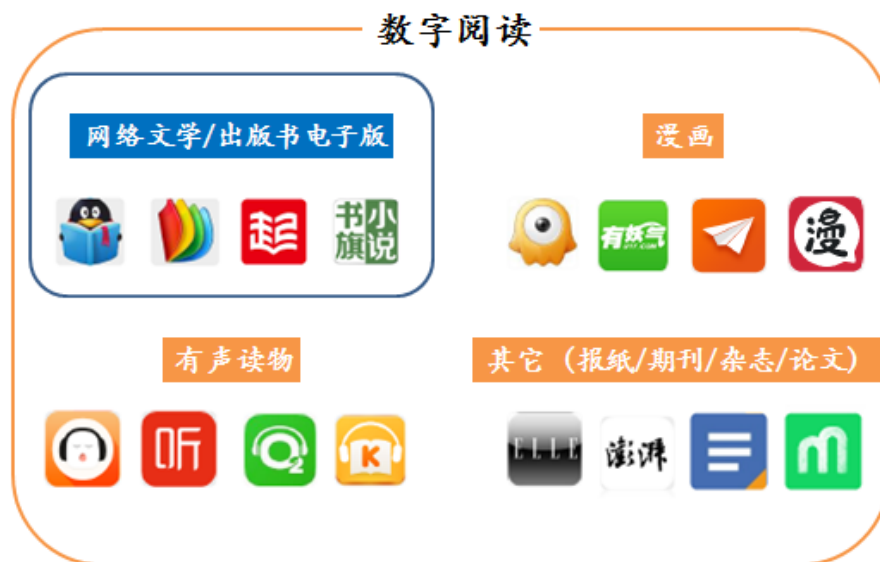 数字阅读
网络文学/出版书电子版
漫画
起
书旗小说
有妖气
漫
有声读物
其它（报纸/期刊/杂志/论文）
听
O2
K
ELLE
澎湃
m